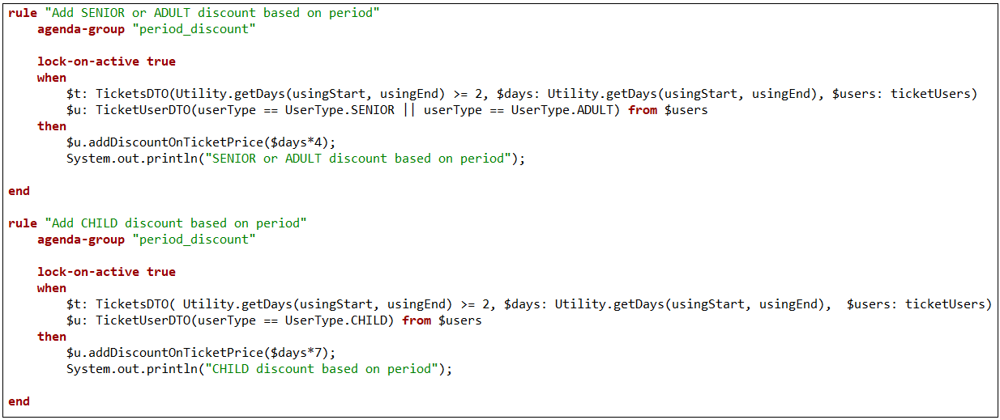 rule "Add SENIOR or ADULT discount based on period"
    agenda-group "period_discount"
    lock-on-active true
    when
        $t: TicketsDTO(Utility.getDays(usingStart, usingEnd) >= 2, $days: Utility.getDays(usingStart, usingEnd), $users: ticketUsers)
        $u: TicketUserDTO(userType == UserType.SENIOR || userType == UserType.ADULT) from $users
    then
        $u.addDiscountOnTicketPrice($days*4);
        System.out.println("SENIOR or ADULT discount based on period");
end
rule "Add CHILD discount based on period"
    agenda-group "period_discount"
    lock-on-active true
    when
        $t: TicketsDTO( Utility.getDays(usingStart, usingEnd) >= 2, $days: Utility.getDays(usingStart, usingEnd),  $users: ticketUsers)
        $u: TicketUserDTO(userType == UserType.CHILD) from $users
    then
        $u.addDiscountOnTicketPrice($days*7);
        System.out.println("CHILD discount based on period");
end